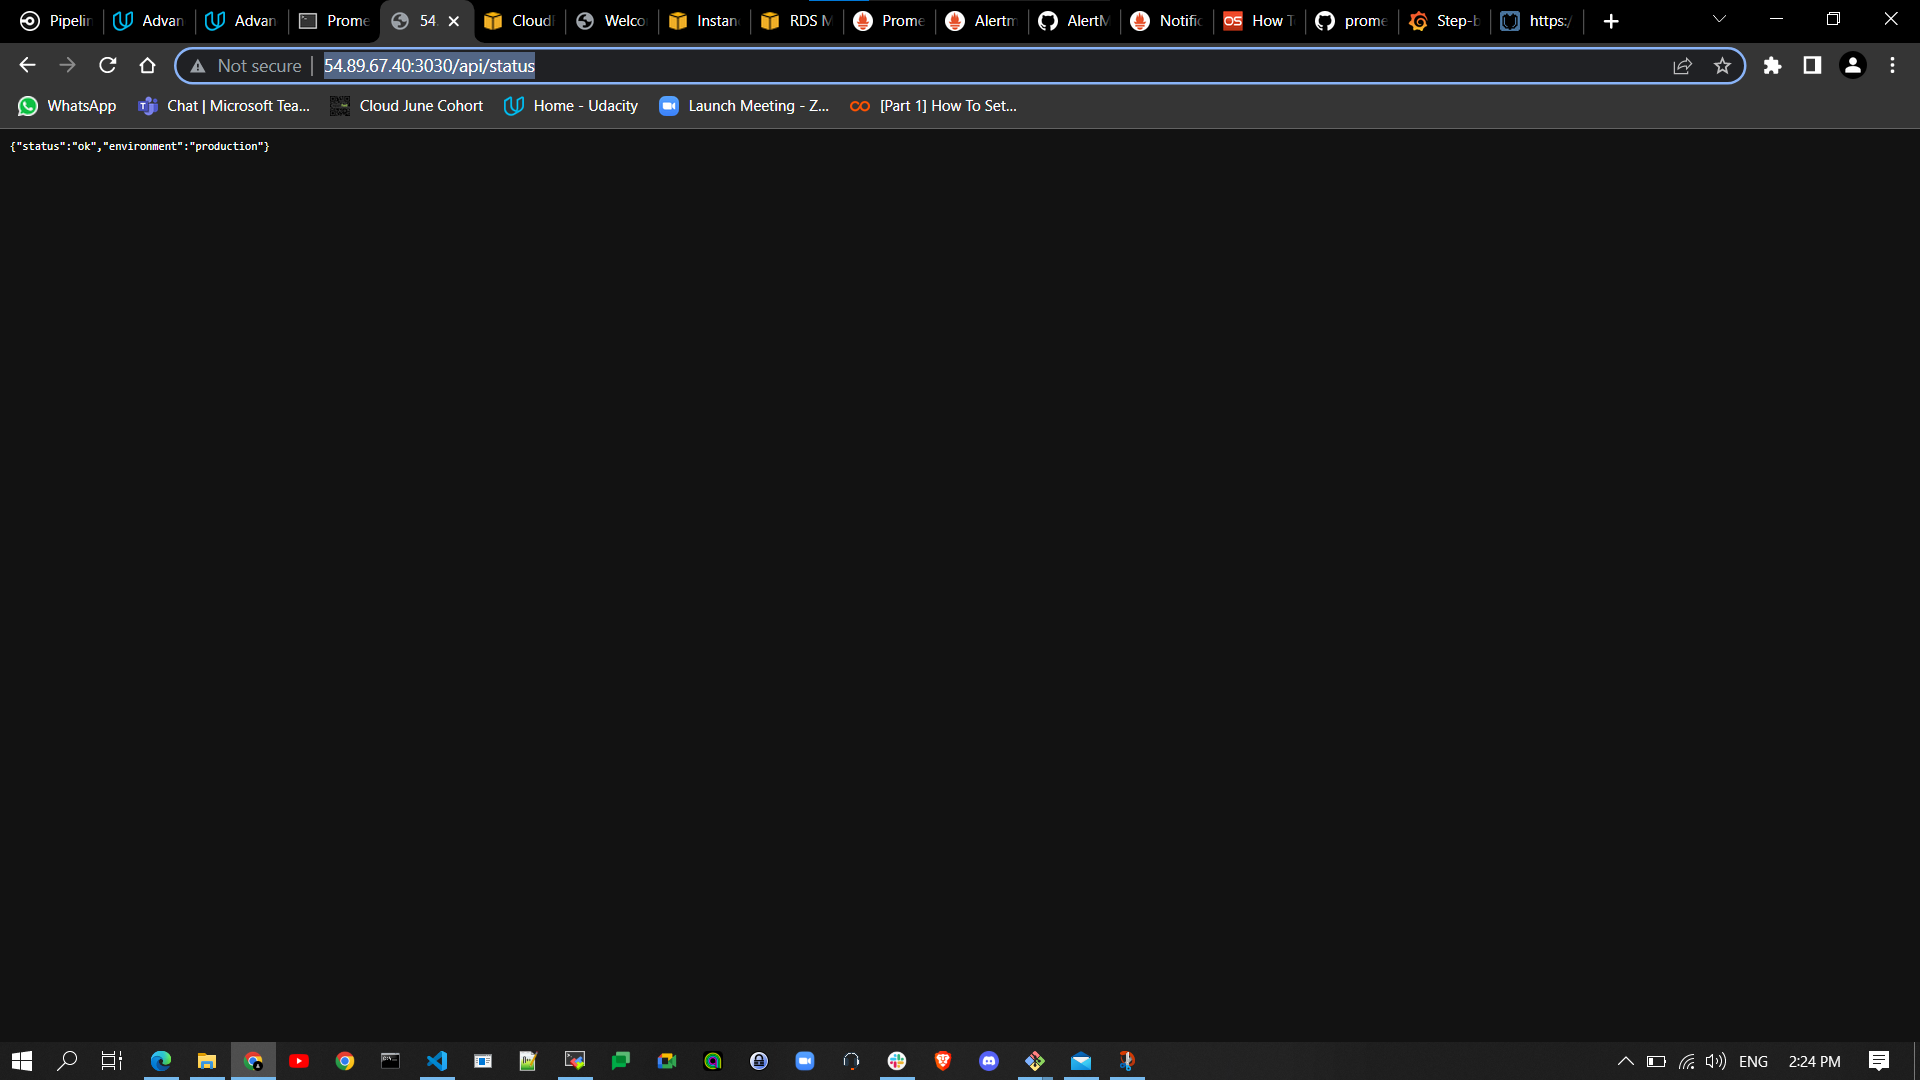 Pipelin Advan Advan Prome 54. CloudF Welco Instan RDS M Prome Alertm AlertM Notific How T prome Step-b https:/
Not secure 54.89.67.40:3030/api/status
WhatsApp Chat | Microsoft Tea... Cloud June Cohort Home - Udacity Launch Meeting - Z... [Part 1] How To Set...
{"status":"ok","environment":"production"}
ENG 2:24 PM